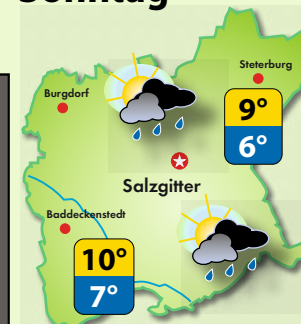 Sonntag
Steterburg
Burgdorf
9°
6°
Salzgitter
Baddeckenstedt
10°
7°